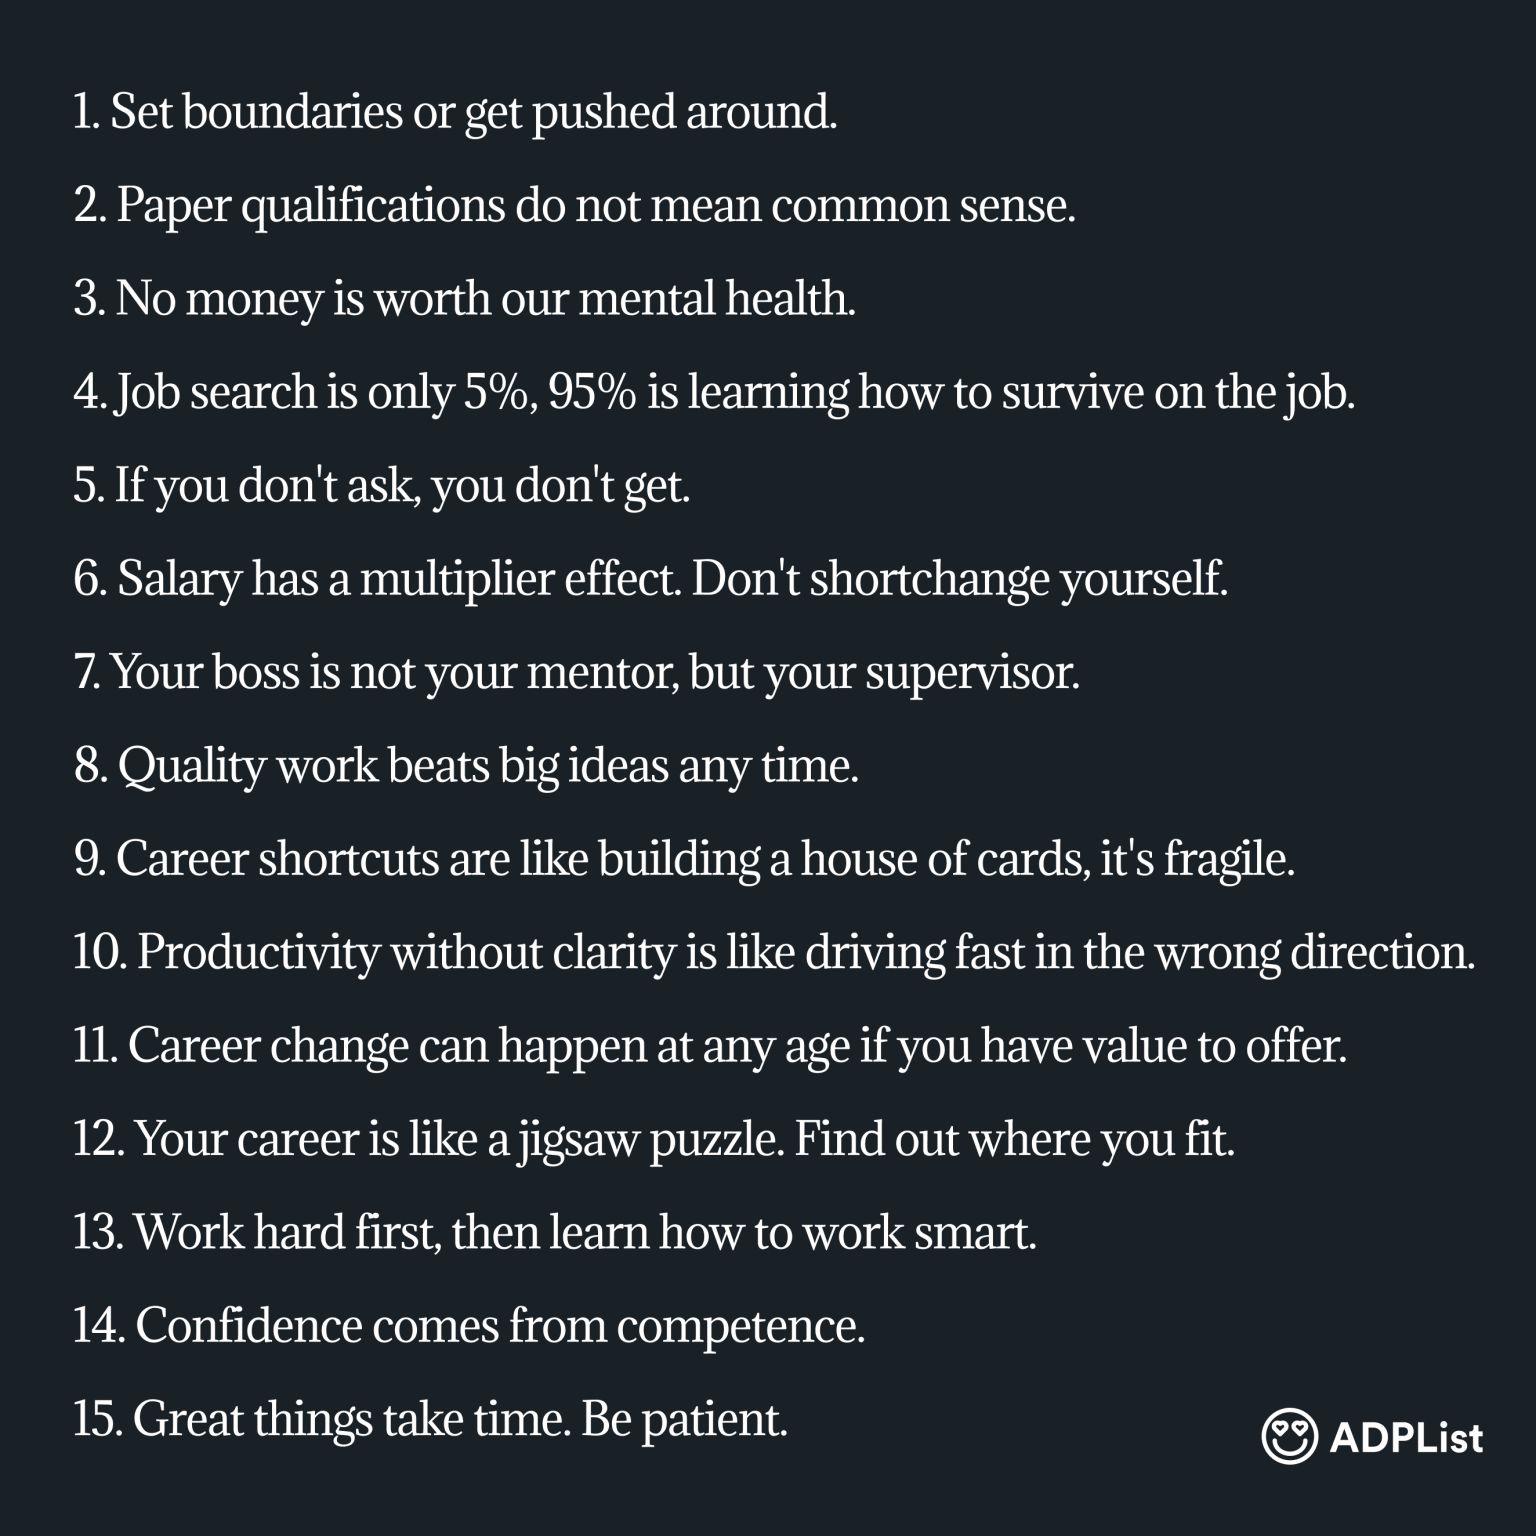 1. Set boundaries or get pushed around.
2. Paper qualifications do not mean common sense.
3. No money is worth our mental health.
4. Job search is only 5%, 95% is learning how to survive on the job.
5. If you don't ask, you don't get.
6. Salary has a multiplier effect. Don't shortchange yourself.
7. Your boss is not your mentor, but your supervisor.
8. Quality work beats big ideas any time.
9. Career shortcuts are like building a house of cards, it's fragile.
10. Productivity without clarity is like driving fast in the wrong direction.
11. Career change can happen at any age if you have value to offer.
12. Your career is like a jigsaw puzzle. Find out where you fit.
13. Work hard first, then learn how to work smart.
14. Confidence comes from competence.
15. Great things take time. Be patient.
ADPList